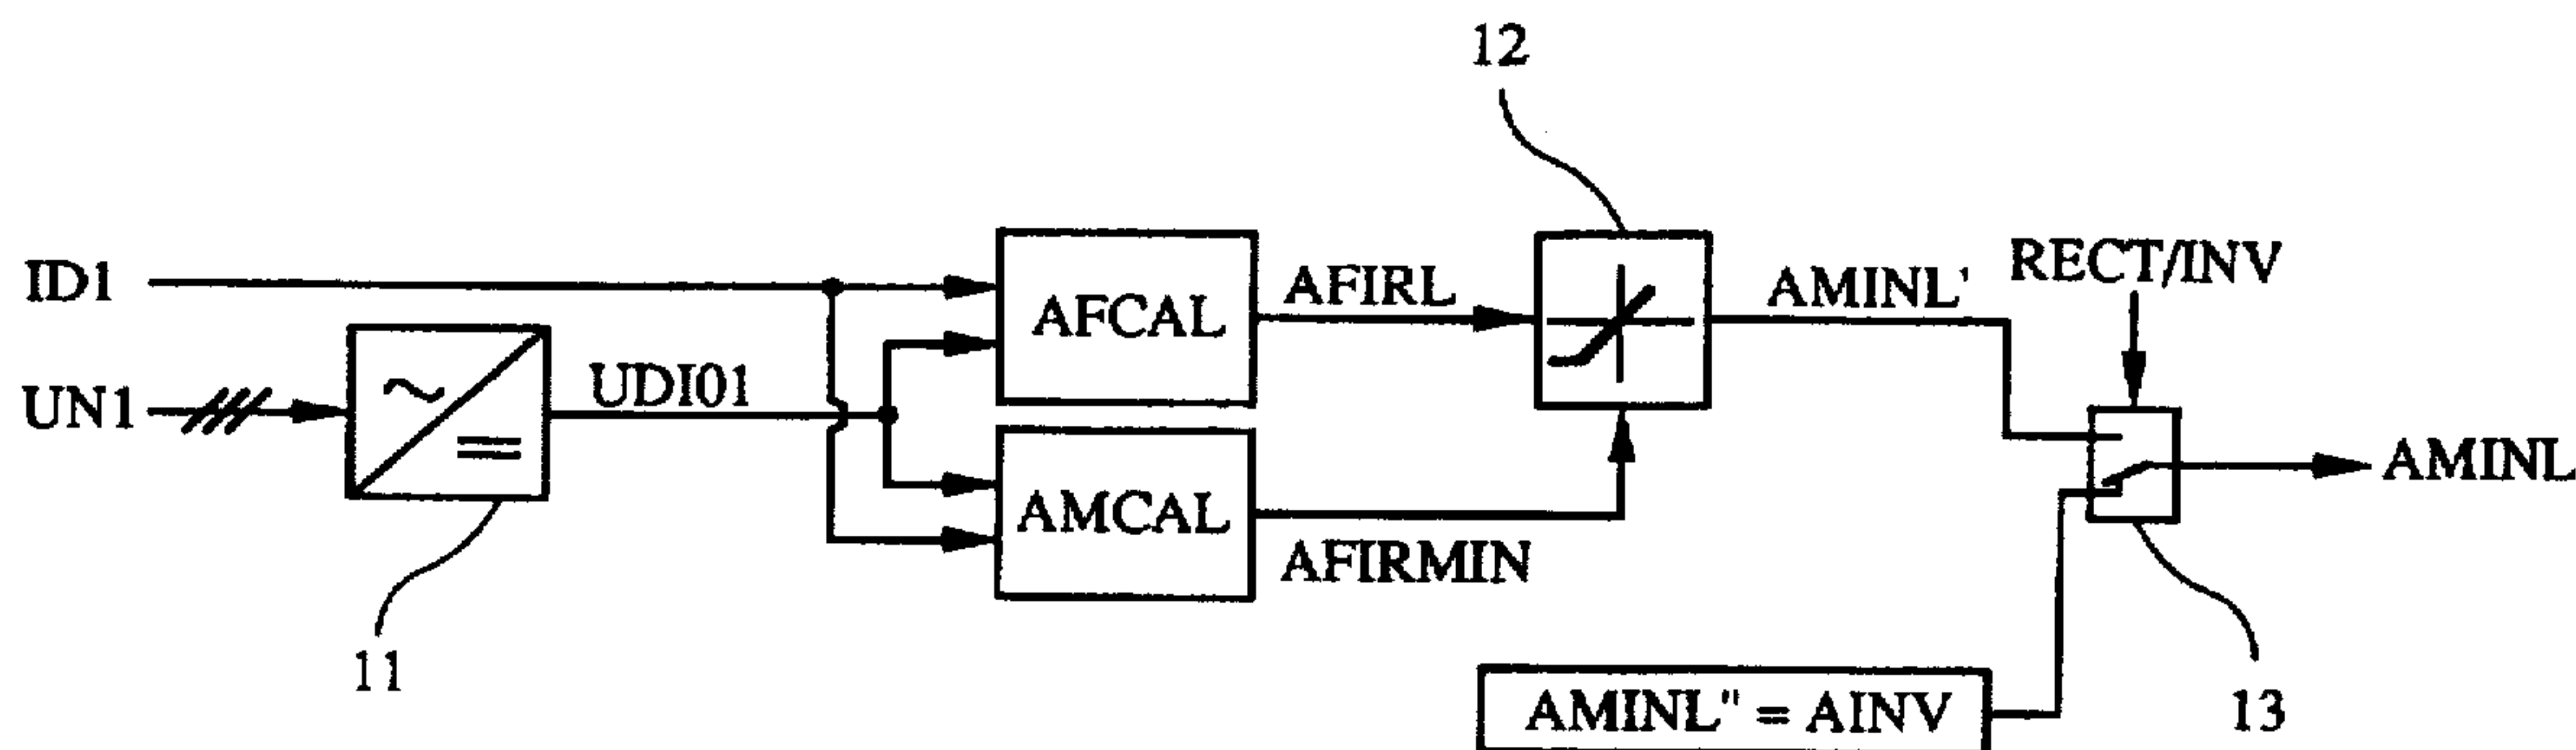 12
ID1
AFCAL
AFIRL
AMINL'
RECT/INV
UN1
UDI01
AMINL
AMCAL
AFIRMIN
11
AMINL" = AINV
13